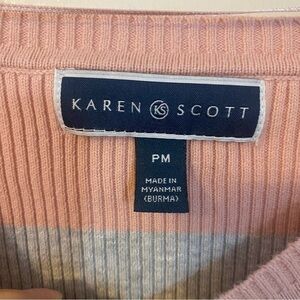 KAREN KS SCOTT
PM
MADE IN
MYANMAR
(BURMA)